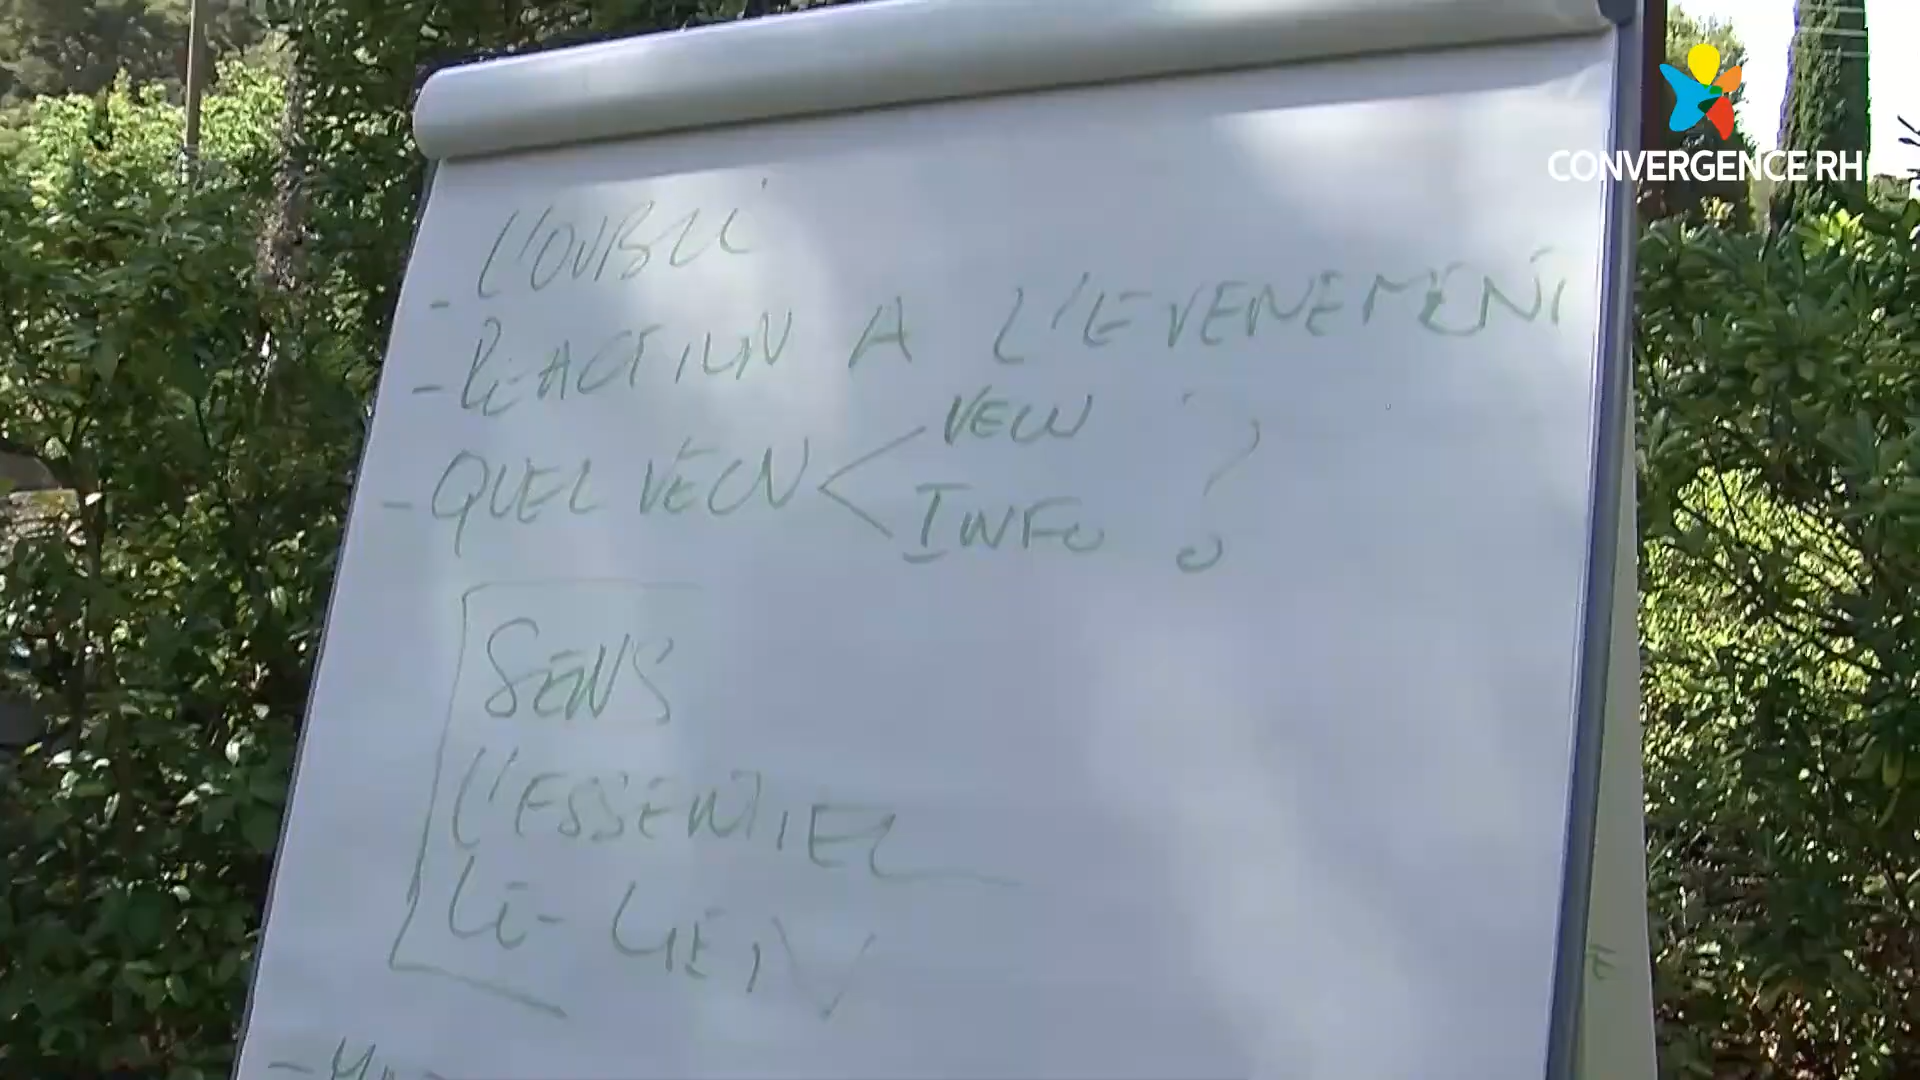 CONVERGENCE RH
- L'OUBLI
- REACTION A L'EVENEMENT
- QUEL VECU < VECU
INFO ?
SENS
L'ESSENTIEL
LE LIEN